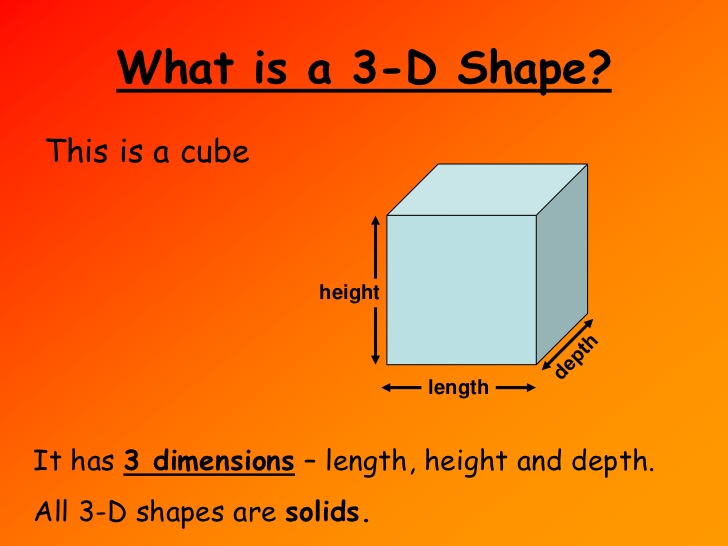 What is a 3-D Shape?
This is a cube
height
depth
length
It has 3 dimensions – length, height and depth.
All 3-D shapes are solids.